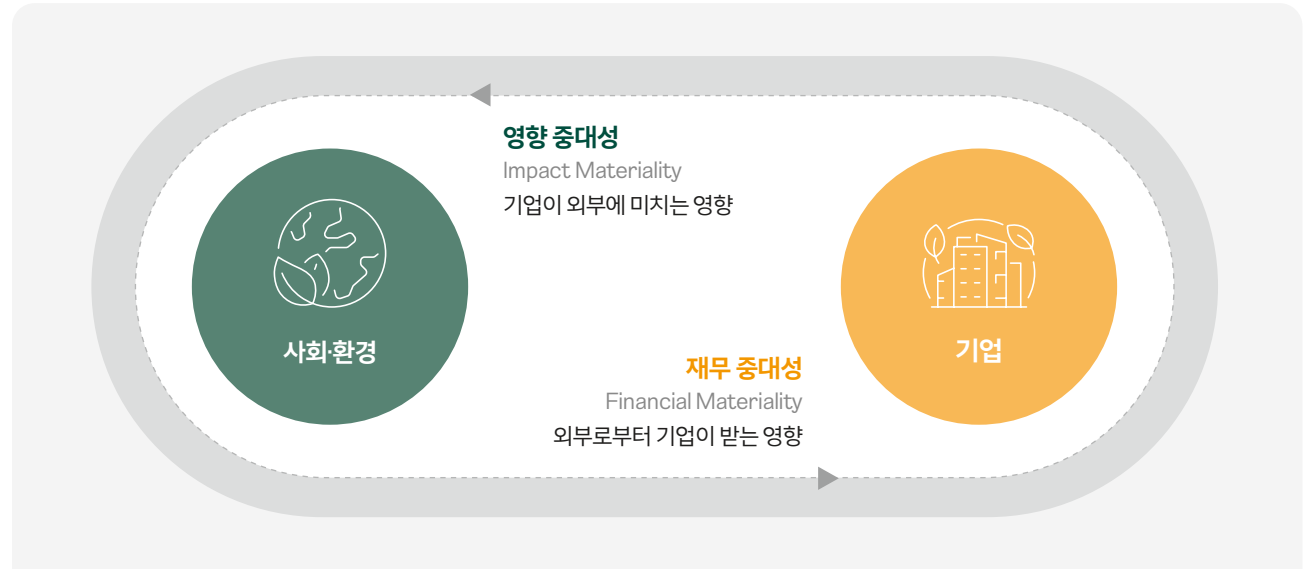 영향 중대성
Impact Materiality
기업이 외부에 미치는 영향
사회·환경
기업
재무 중대성
Financial Materiality
외부로부터 기업이 받는 영향